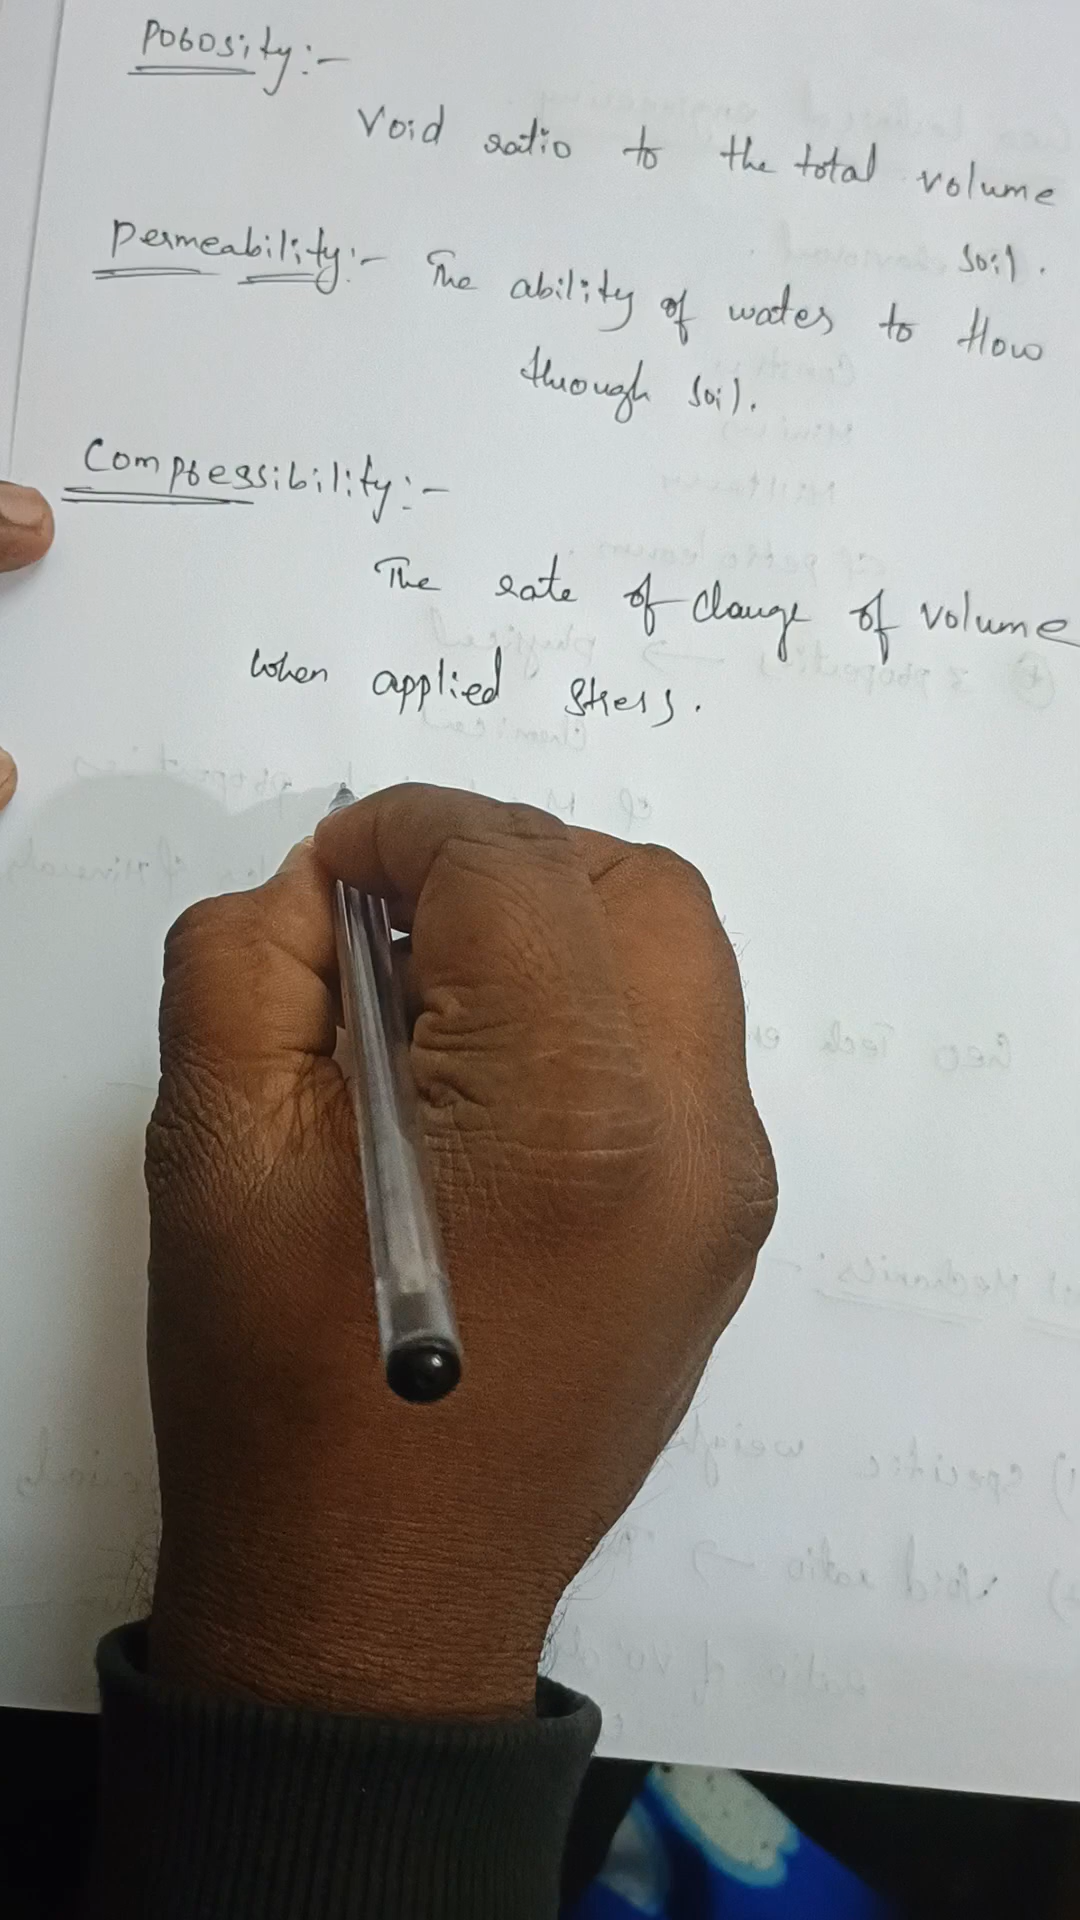 Porosity:-
Void ratio to the total volume
soil.
Permeability:- The ability of water to flow
through soil.
Compressibility:-
The rate of change of volume
when applied stress.